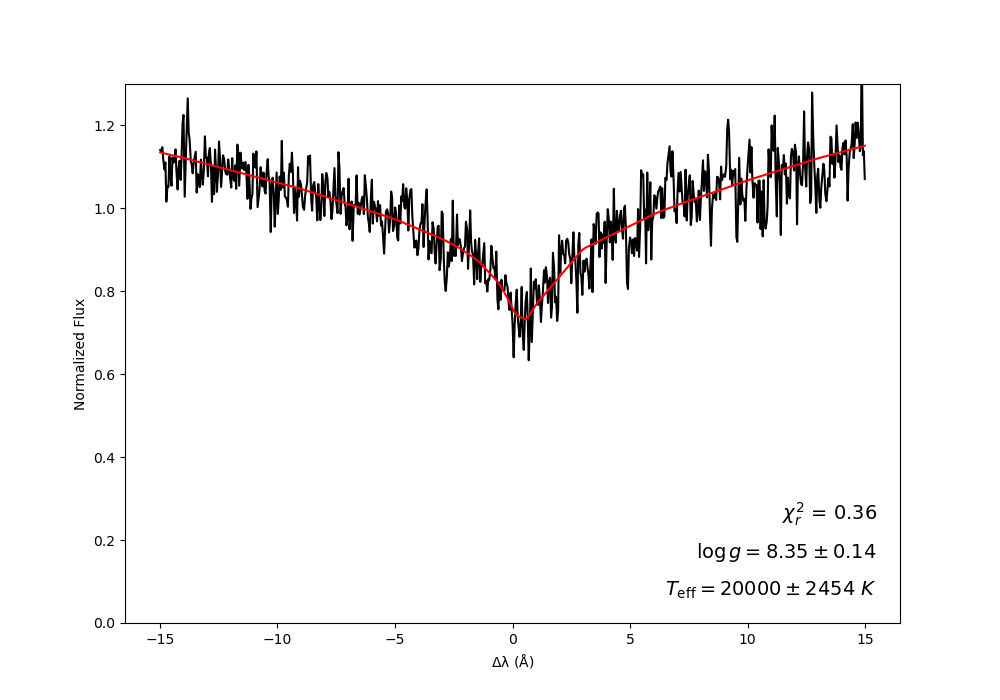 1.2
1.0
0.8
0.6
0.4
0.2
0.0
Normalized Flux
χ²ᵣ = 0.36
log g = 8.35 ± 0.14
T_eff = 20000 ± 2454 K
−15 −10 −5 0 5 10 15
Δλ (Å)